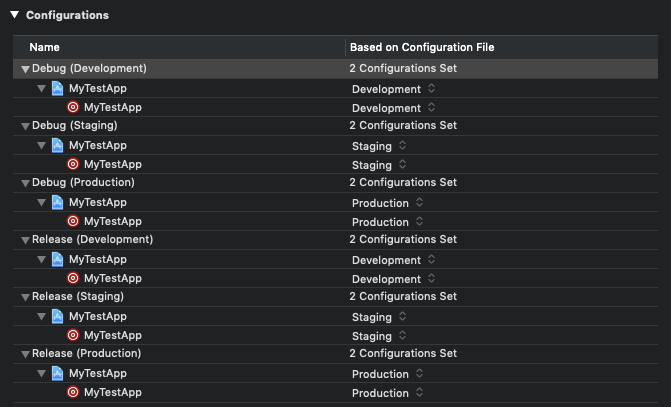 Configurations
Name Based on Configuration File
Debug (Development) 2 Configurations Set
MyTestApp Development
MyTestApp Development
Debug (Staging) 2 Configurations Set
MyTestApp Staging
MyTestApp Staging
Debug (Production) 2 Configurations Set
MyTestApp Production
MyTestApp Production
Release (Development) 2 Configurations Set
MyTestApp Development
MyTestApp Development
Release (Staging) 2 Configurations Set
MyTestApp Staging
MyTestApp Staging
Release (Production) 2 Configurations Set
MyTestApp Production
MyTestApp Production